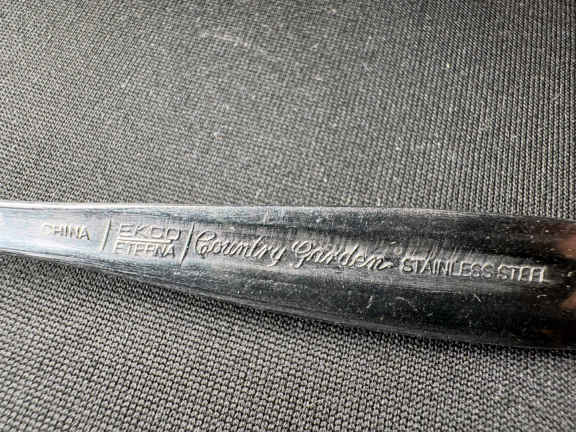 CHINA / EKCO ETERNA / Country Garden STAINLESS STEEL